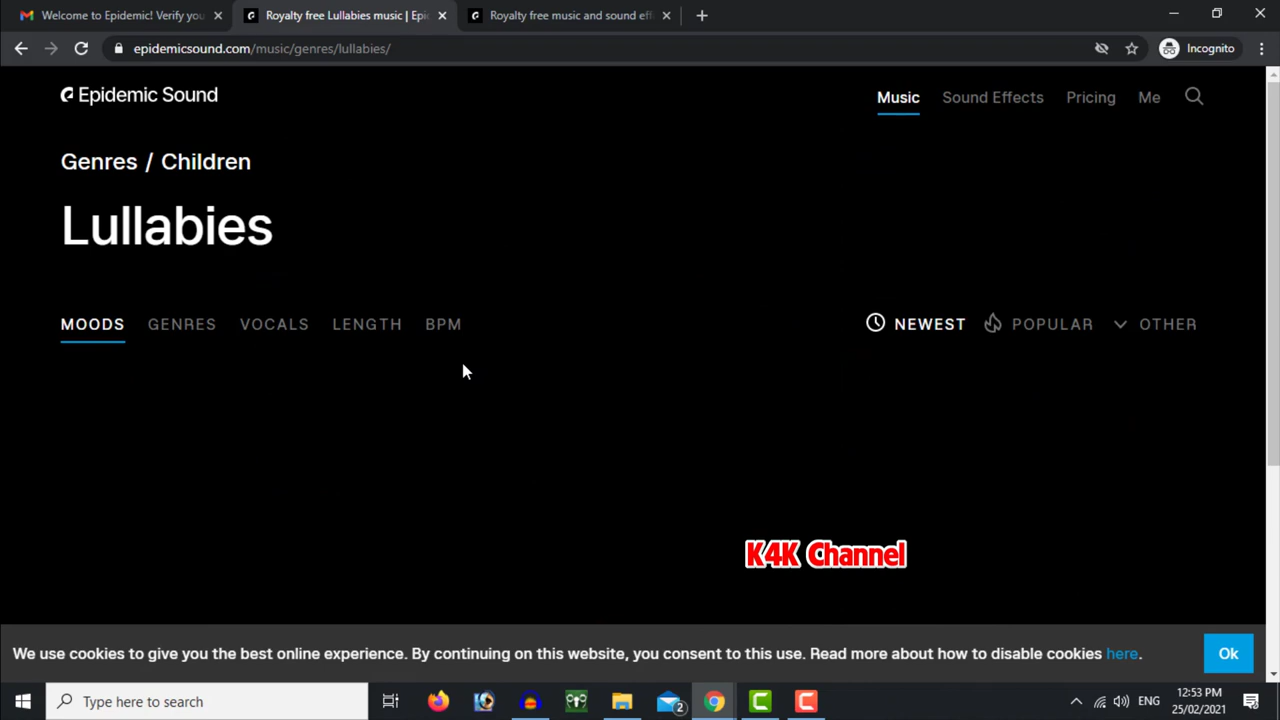 Welcome to Epidemic! Verify you
Royalty free Lullabies music | Epi
Royalty free music and sound eff
epidemicsound.com/music/genres/lullabies/
Incognito
Epidemic Sound
Music
Sound Effects
Pricing
Me
Genres / Children
Lullabies
MOODS
GENRES
VOCALS
LENGTH
BPM
NEWEST
POPULAR
OTHER
K4K Channel
We use cookies to give you the best online experience. By continuing on this website, you consent to this use. Read more about how to disable cookies here.
Ok
Type here to search
2
ENG
12:53 PM
25/02/2021